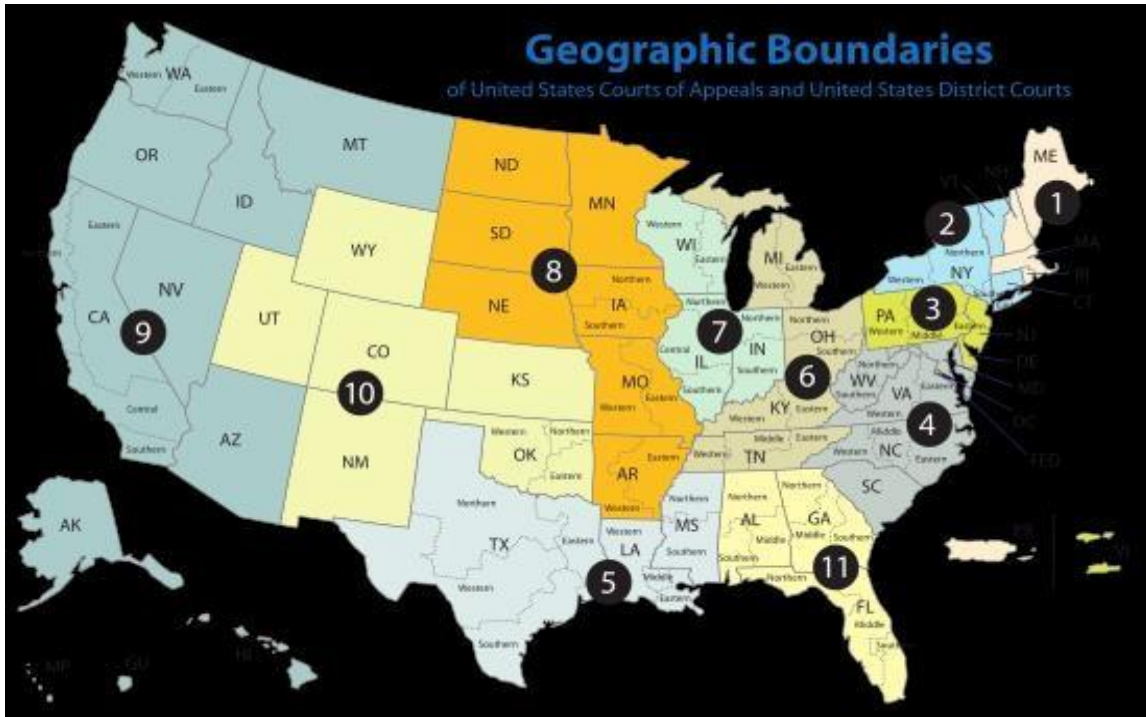 Geographic Boundaries
of United States Courts of Appeals and United States District Courts
WA
Western
Eastern
MT
OR
ID
ND
MN
ME
NH
VT
1
2
SD
WY
8
WI
Western
Eastern
MI
Eastern
Western
Northern
NY
Western
MA
RI
CT
Eastern
NV
CA
9
UT
NE
IA
Northern
Southern
7
Northern
Central
IL
Southern
IN
Northern
Southern
OH
Northern
Southern
PA
3
Western
Middle
Eastern
NJ
DE
MD
DC
FED
CO
10
KS
MO
Western
Eastern
6
KY
Western
Eastern
WV
Northern
Southern
VA
Eastern
Western
4
Central
Southern
AZ
NM
OK
Western
Northern
Eastern
AR
Eastern
Western
TN
Western
Middle
Eastern
NC
Western
Middle
Eastern
SC
AK
TX
Northern
Eastern
Western
Southern
LA
Western
Middle
Eastern
5
MS
Northern
Southern
AL
Northern
Middle
Southern
GA
Northern
Middle
Southern
11
FL
Northern
Middle
PR
VI
HI
GU
MP